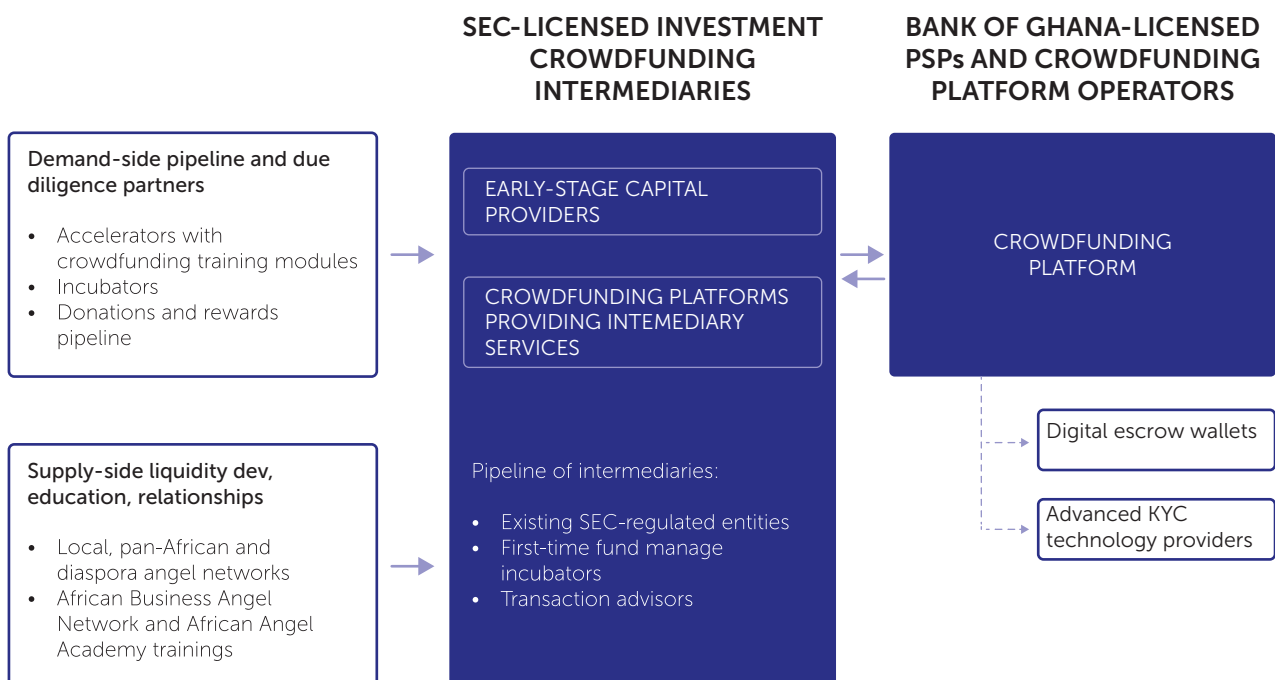 SEC-LICENSED INVESTMENT
CROWDFUNDING
INTERMEDIARIES
BANK OF GHANA-LICENSED
PSPs AND CROWDFUNDING
PLATFORM OPERATORS
Demand-side pipeline and due
diligence partners
• Accelerators with
crowdfunding training modules
• Incubators
• Donations and rewards
pipeline
Supply-side liquidity dev,
education, relationships
• Local, pan-African and
diaspora angel networks
• African Business Angel
Network and African Angel
Academy trainings
EARLY-STAGE CAPITAL
PROVIDERS
CROWDFUNDING PLATFORMS
PROVIDING INTEMEDIARY
SERVICES
Pipeline of intermediaries:
• Existing SEC-regulated entities
• First-time fund manage
incubators
• Transaction advisors
CROWDFUNDING
PLATFORM
Digital escrow wallets
Advanced KYC
technology providers